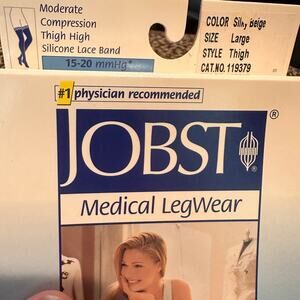 Moderate
Compression
Thigh High
Silicone Lace Band
15-20 mmHg*
COLOR Silky Beige
SIZE Large
STYLE Thigh
CAT.NO. 119379
#1 physician recommended
JOBST®
Medical LegWear